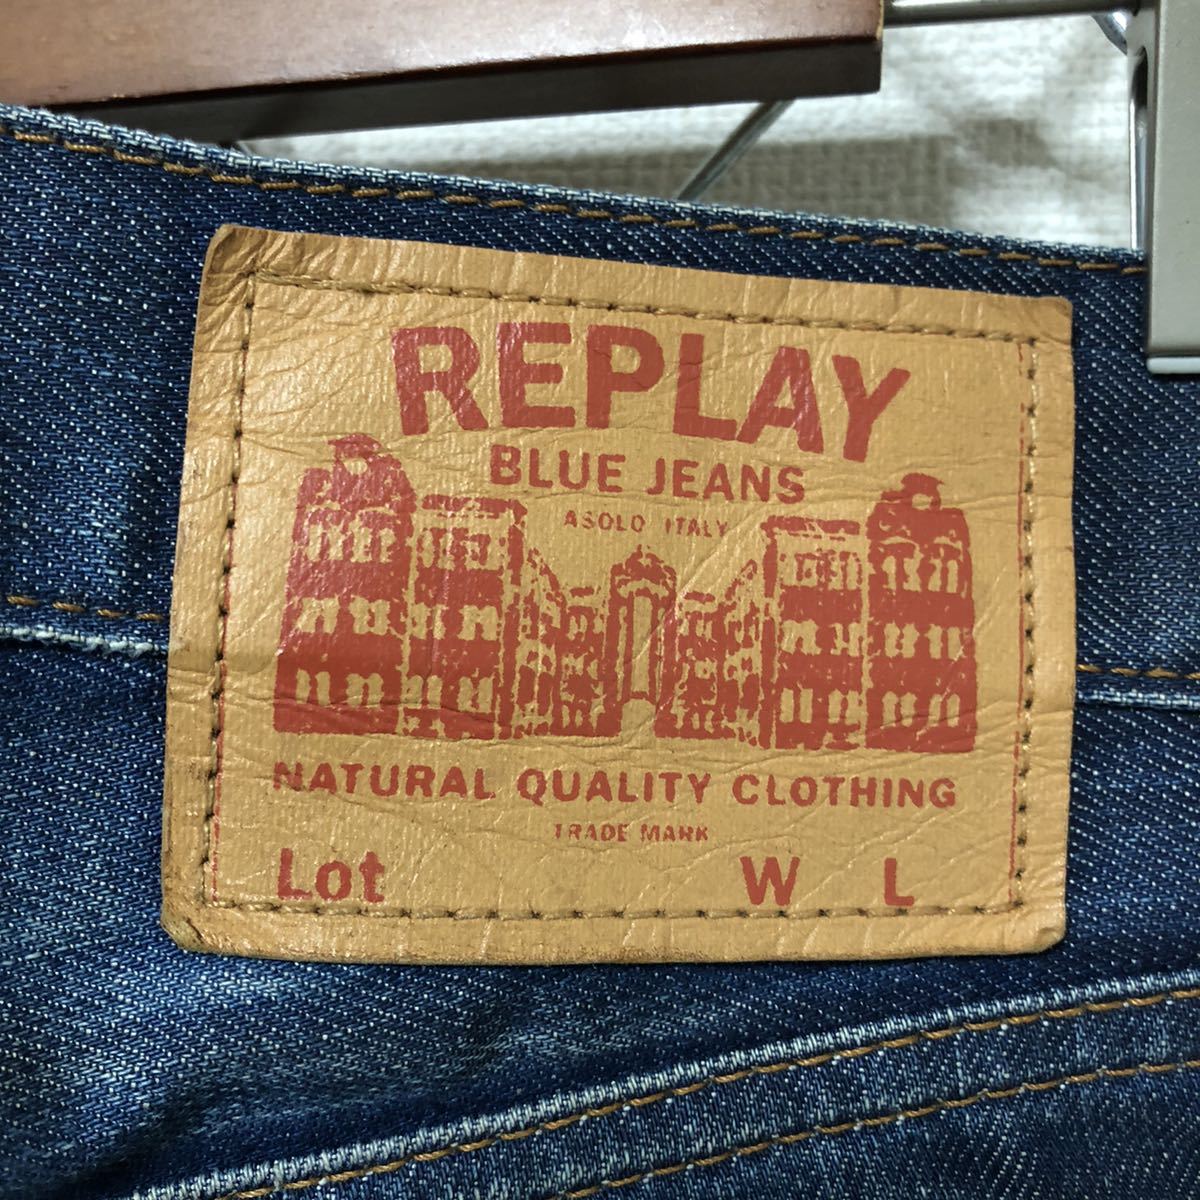 REPLAY
BLUE JEANS
ASOLO ITALY
NATURAL QUALITY CLOTHING
TRADE MARK
Lot W L